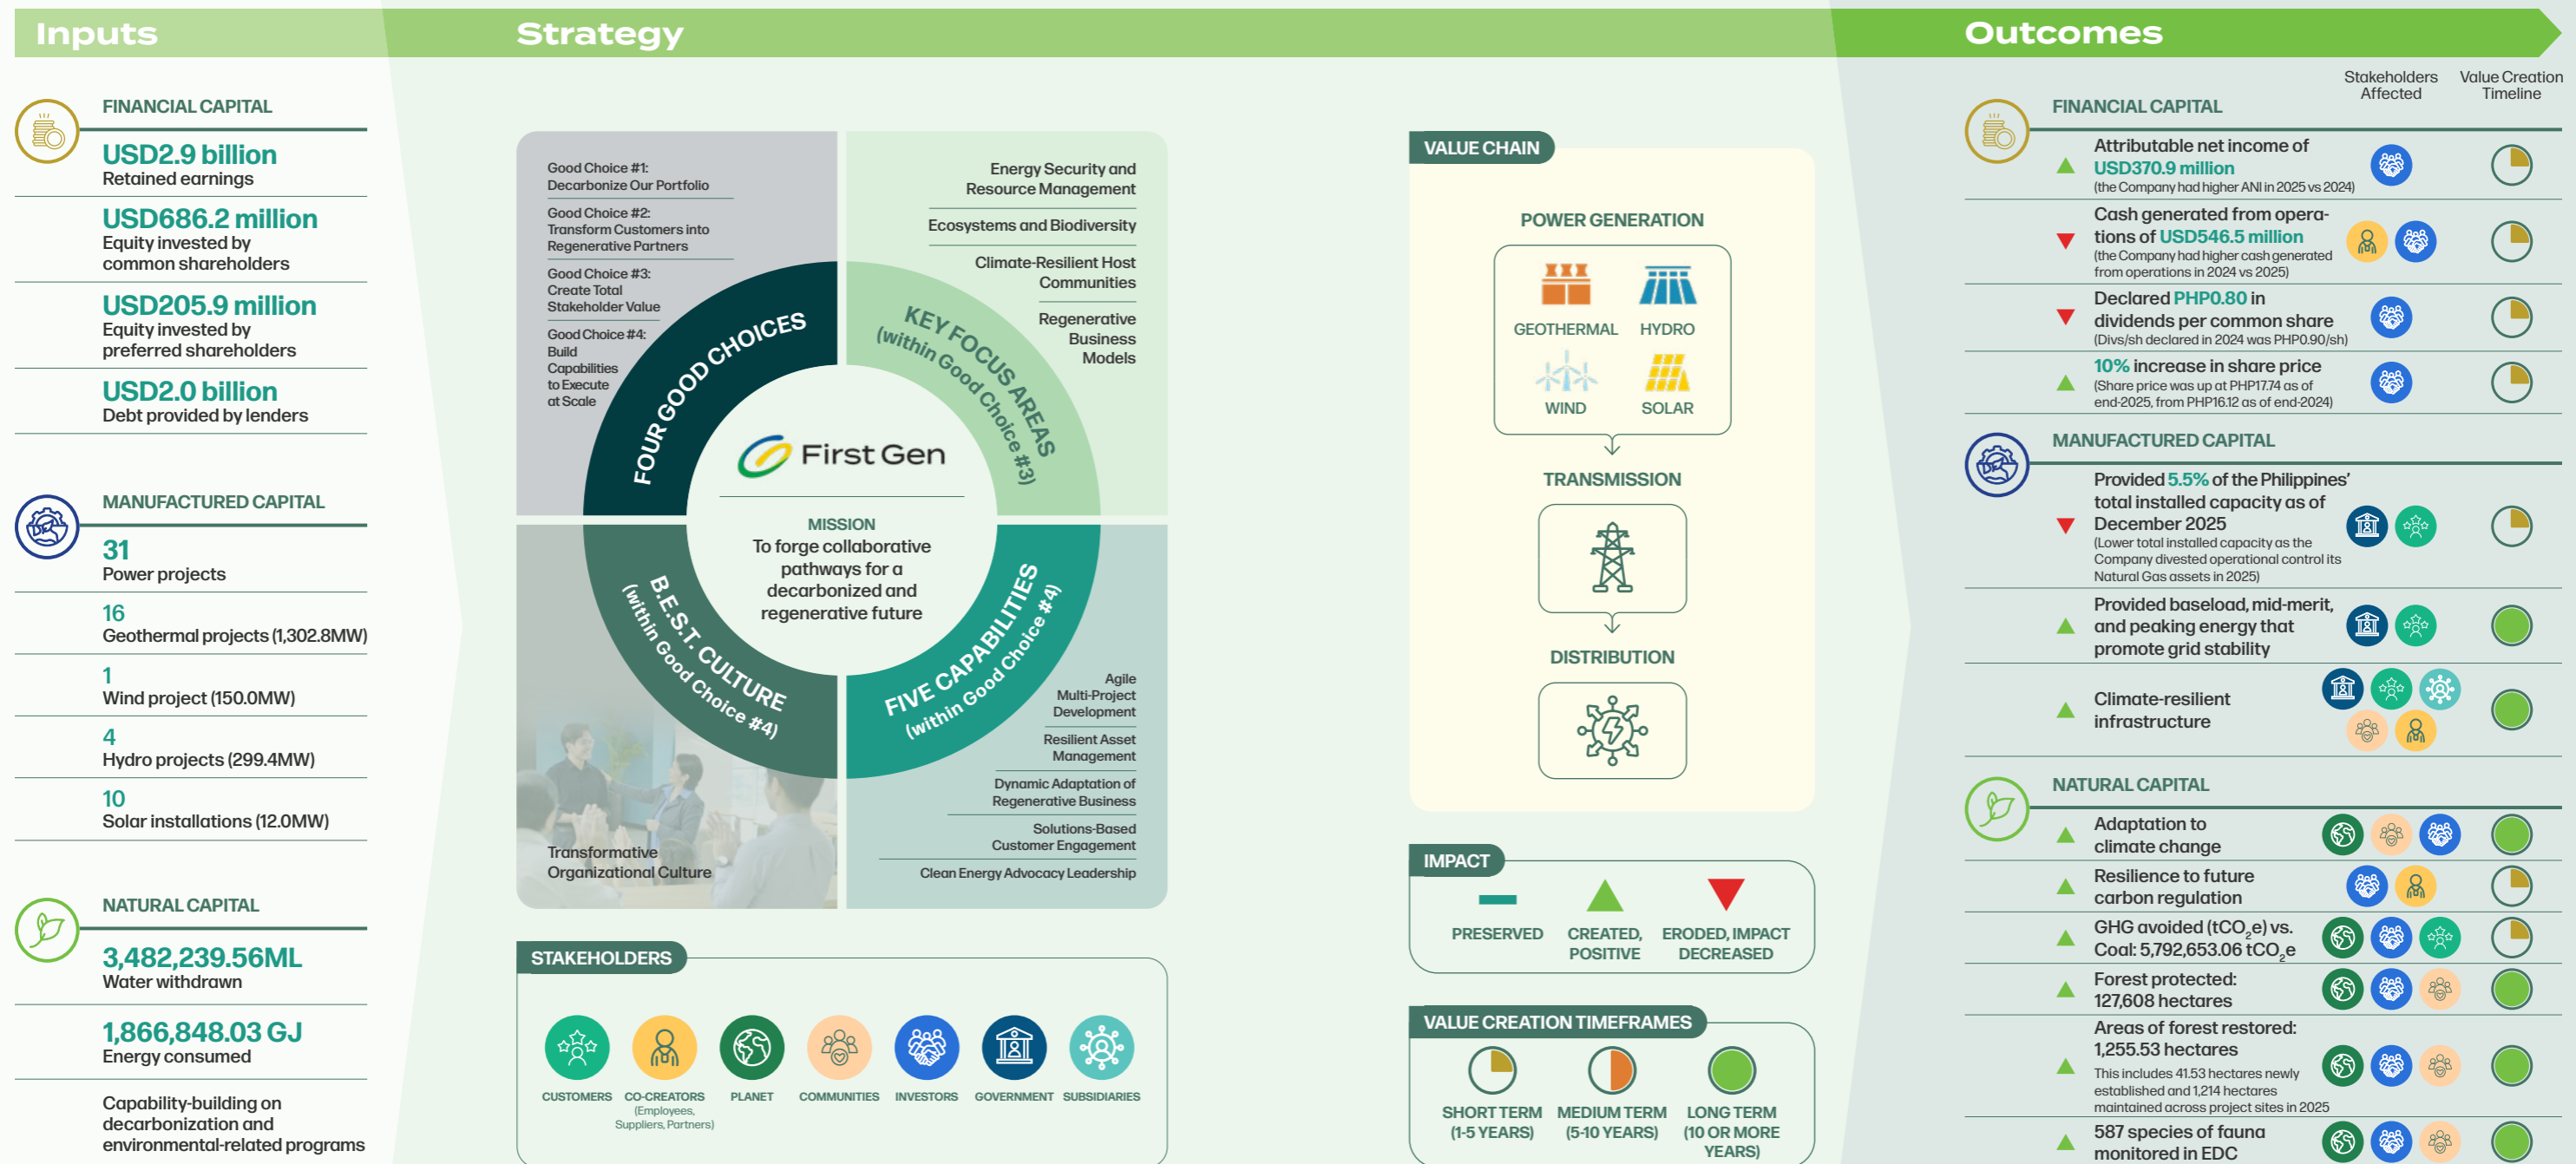 Inputs
Strategy
Outcomes
FINANCIAL CAPITAL
USD2.9 billion
Retained earnings
USD686.2 million
Equity invested by
common shareholders
USD205.9 million
Equity invested by
preferred shareholders
USD2.0 billion
Debt provided by lenders
MANUFACTURED CAPITAL
31
Power projects
16
Geothermal projects (1,302.8MW)
1
Wind project (150.0MW)
4
Hydro projects (299.4MW)
10
Solar installations (12.0MW)
NATURAL CAPITAL
3,482,239.56ML
Water withdrawn
1,866,848.03 GJ
Energy consumed
Capability-building on
decarbonization and
environmental-related programs
Good Choice #1:
Decarbonize Our Portfolio
Good Choice #2:
Transform Customers into
Regenerative Partners
Good Choice #3:
Create Total
Stakeholder Value
Good Choice #4:
Build
Capabilities
to Execute
at Scale
FOUR GOOD CHOICES
Energy Security and
Resource Management
Ecosystems and Biodiversity
Climate-Resilient Host
Communities
Regenerative
Business
Models
KEY FOCUS AREAS
(within Good Choice #3)
First Gen
MISSION
To forge collaborative
pathways for a
decarbonized and
regenerative future
B.E.S.T. CULTURE
(within Good Choice #4)
Transformative
Organizational Culture
FIVE CAPABILITIES
(within Good Choice #4)
Agile
Multi-Project
Development
Resilient Asset
Management
Dynamic Adaptation of
Regenerative Business
Solutions-Based
Customer Engagement
Clean Energy Advocacy Leadership
STAKEHOLDERS
CUSTOMERS
CO-CREATORS
(Employees,
Suppliers, Partners)
PLANET
COMMUNITIES
INVESTORS
GOVERNMENT
SUBSIDIARIES
VALUE CHAIN
POWER GENERATION
GEOTHERMAL
HYDRO
WIND
SOLAR
TRANSMISSION
DISTRIBUTION
IMPACT
PRESERVED
CREATED,
POSITIVE
ERODED, IMPACT
DECREASED
VALUE CREATION TIMEFRAMES
SHORT TERM
(1-5 YEARS)
MEDIUM TERM
(5-10 YEARS)
LONG TERM
(10 OR MORE
YEARS)
Stakeholders
Affected
Value Creation
Timeline
FINANCIAL CAPITAL
Attributable net income of
USD370.9 million
(the Company had higher ANI in 2025 vs 2024)
Cash generated from opera-
tions of USD546.5 million
(the Company had higher cash generated
from operations in 2024 vs 2025)
Declared PHP0.80 in
dividends per common share
(Divs/sh declared in 2024 was PHP0.90/sh)
10% increase in share price
(Share price was up at PHP17.74 as of
end-2025, from PHP16.12 as of end-2024)
MANUFACTURED CAPITAL
Provided 5.5% of the Philippines'
total installed capacity as of
December 2025
(Lower total installed capacity as the
Company divested operational control its
Natural Gas assets in 2025)
Provided baseload, mid-merit,
and peaking energy that
promote grid stability
Climate-resilient
infrastructure
NATURAL CAPITAL
Adaptation to
climate change
Resilience to future
carbon regulation
GHG avoided (tCO2e) vs.
Coal: 5,792,653.06 tCO2e
Forest protected:
127,608 hectares
Areas of forest restored:
1,255.53 hectares
This includes 41.53 hectares newly
established and 1,214 hectares
maintained across project sites in 2025
587 species of fauna
monitored in EDC